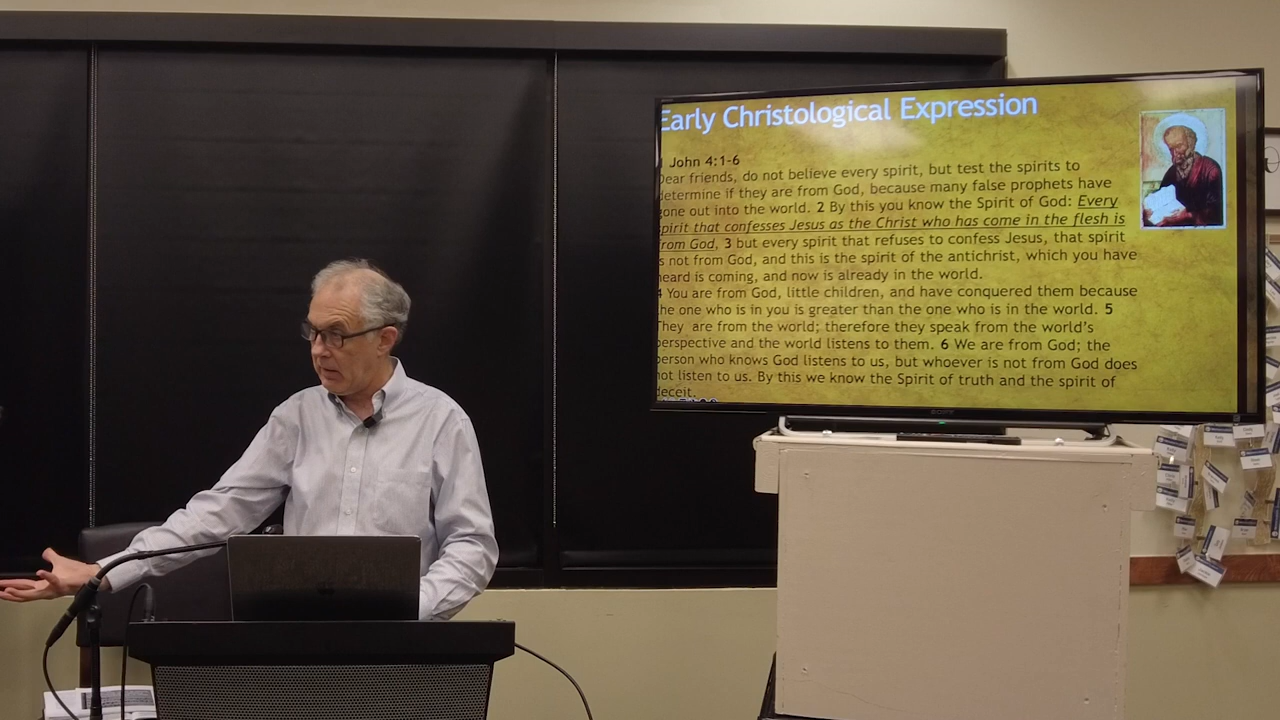 Early Christological Expression
John 4:1-6
Dear friends, do not believe every spirit, but test the spirits to
determine if they are from God, because many false prophets have
gone out into the world. 2 By this you know the Spirit of God: Every
spirit that confesses Jesus as the Christ who has come in the flesh is
from God, 3 but every spirit that refuses to confess Jesus, that spirit
is not from God, and this is the spirit of the antichrist, which you have
heard is coming, and now is already in the world.
4 You are from God, little children, and have conquered them because
the one who is in you is greater than the one who is in the world. 5
They are from the world; therefore they speak from the world's
perspective and the world listens to them. 6 We are from God; the
person who knows God listens to us, but whoever is not from God does
not listen to us. By this we know the Spirit of truth and the spirit of
deceit.
SONY